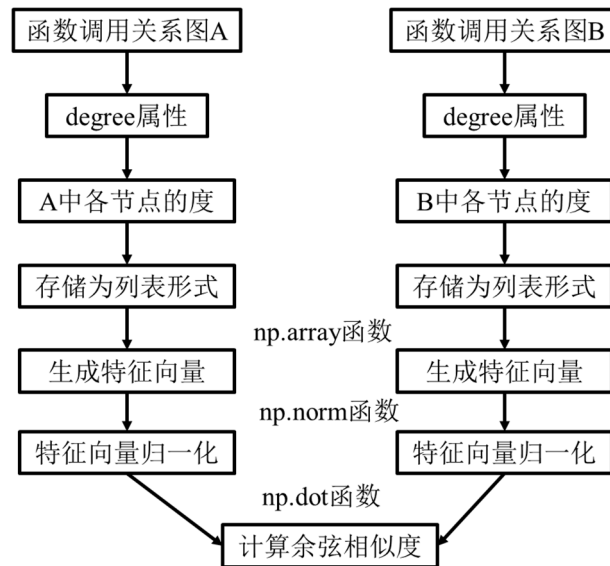 函数调用关系图A
函数调用关系图B
degree属性
degree属性
A中各节点的度
B中各节点的度
存储为列表形式
存储为列表形式
np.array函数
生成特征向量
生成特征向量
np.norm函数
特征向量归一化
特征向量归一化
np.dot函数
计算余弦相似度